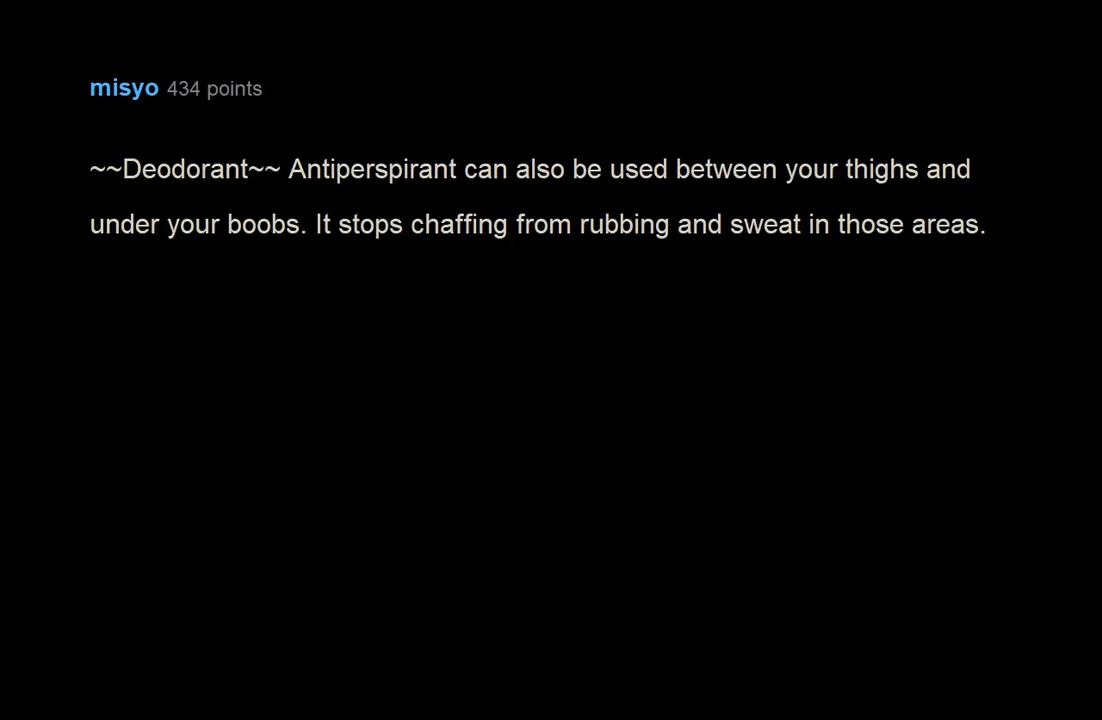 misyo 434 points
~~Deodorant~~ Antiperspirant can also be used between your thighs and
under your boobs. It stops chaffing from rubbing and sweat in those areas.